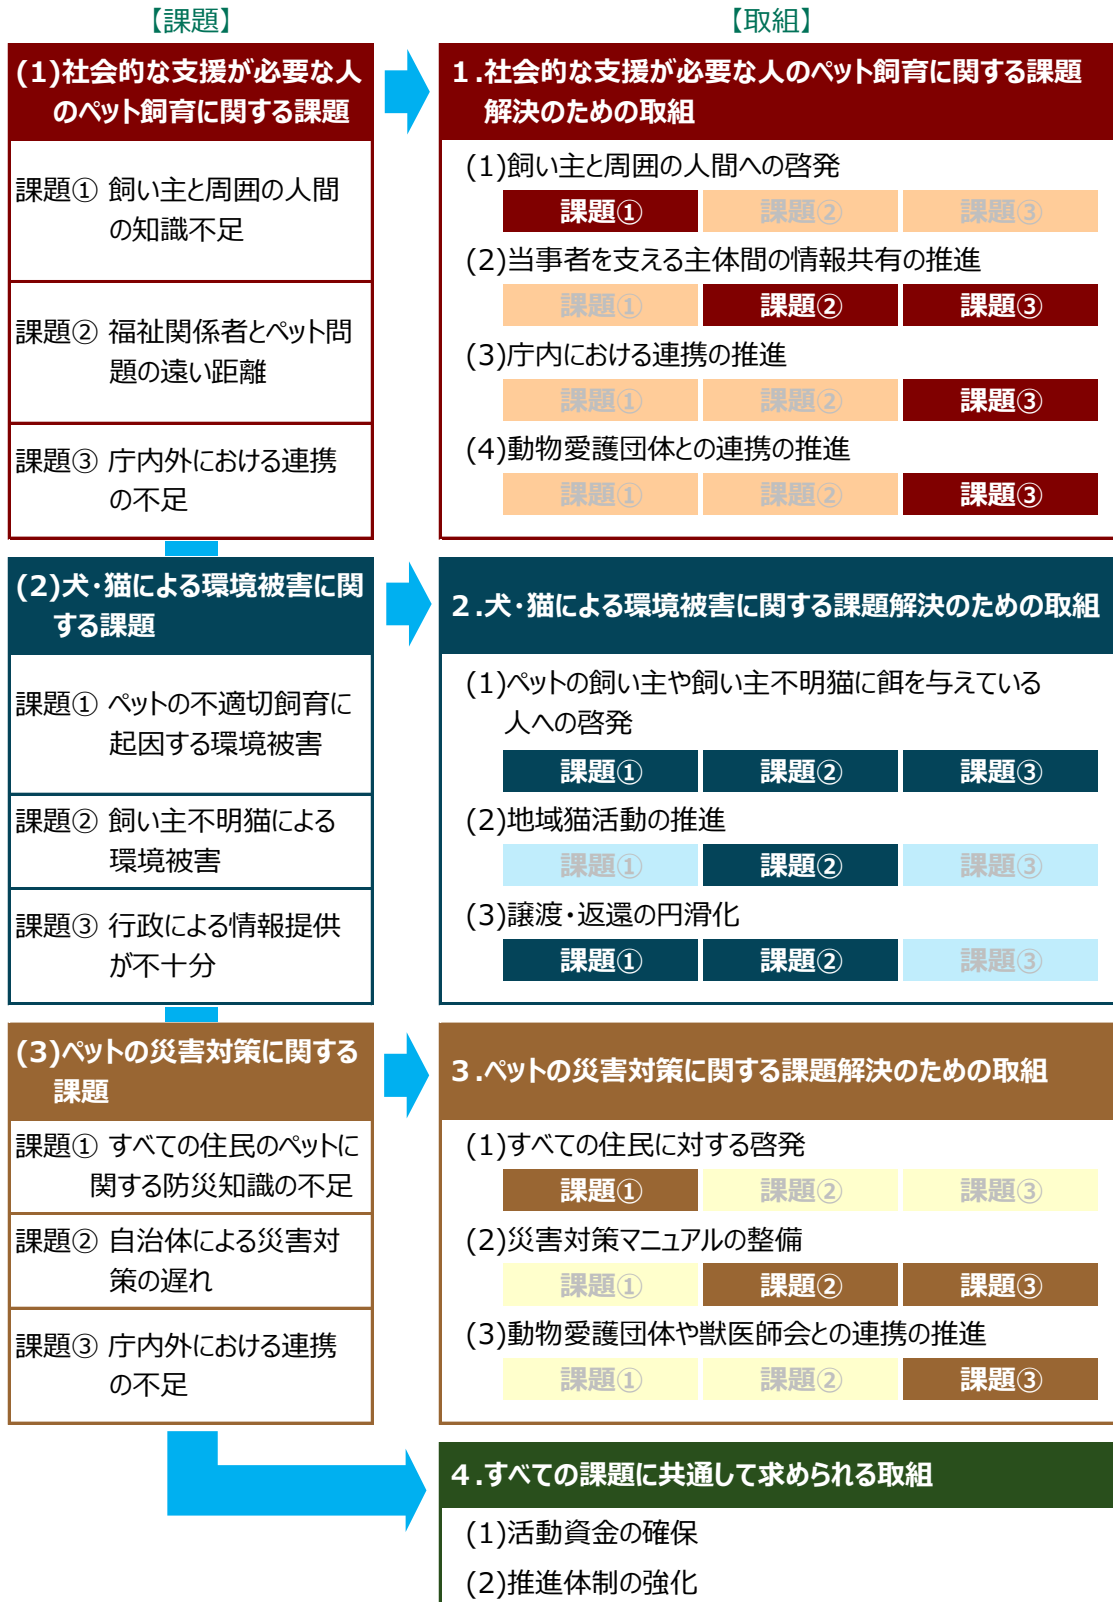 【課題】
【取組】
(1)社会的な支援が必要な人
のペット飼育に関する課題
課題① 飼い主と周囲の人間
の知識不足
課題② 福祉関係者とペット問
題の遠い距離
課題③ 庁内外における連携
の不足
１.社会的な支援が必要な人のペット飼育に関する課題
解決のための取組
(1)飼い主と周囲の人間への啓発
課題① 課題② 課題③
(2)当事者を支える主体間の情報共有の推進
課題① 課題② 課題③
(3)庁内における連携の推進
課題① 課題② 課題③
(4)動物愛護団体との連携の推進
課題① 課題② 課題③
(2)犬・猫による環境被害に関
する課題
課題① ペットの不適切飼育に
起因する環境被害
課題② 飼い主不明猫による
環境被害
課題③ 行政による情報提供
が不十分
２.犬・猫による環境被害に関する課題解決のための取組
(1)ペットの飼い主や飼い主不明猫に餌を与えている
人への啓発
課題① 課題② 課題③
(2)地域猫活動の推進
課題① 課題② 課題③
(3)譲渡・返還の円滑化
課題① 課題② 課題③
(3)ペットの災害対策に関する
課題
課題① すべての住民のペットに
関する防災知識の不足
課題② 自治体による災害対
策の遅れ
課題③ 庁内外における連携
の不足
３.ペットの災害対策に関する課題解決のための取組
(1)すべての住民に対する啓発
課題① 課題② 課題③
(2)災害対策マニュアルの整備
課題① 課題② 課題③
(3)動物愛護団体や獣医師会との連携の推進
課題① 課題② 課題③
４.すべての課題に共通して求められる取組
(1)活動資金の確保
(2)推進体制の強化